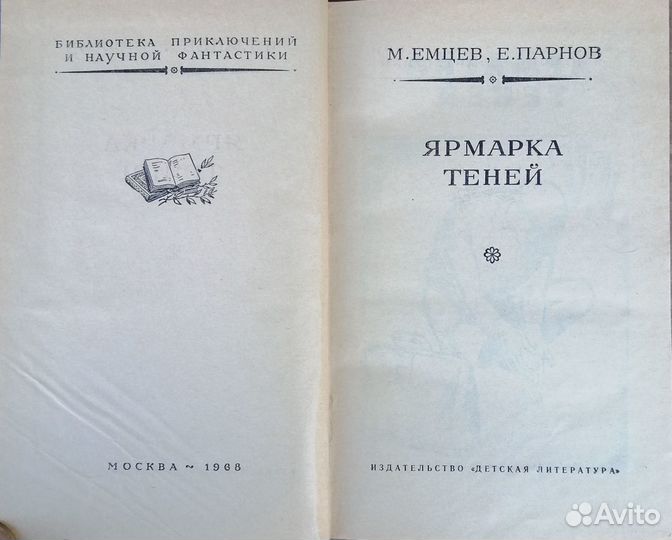 БИБЛИОТЕКА ПРИКЛЮЧЕНИЙ
И НАУЧНОЙ ФАНТАСТИКИ
МОСКВА ~ 1968
М. ЕМЦЕВ, Е. ПАРНОВ
ЯРМАРКА
ТЕНЕЙ
ИЗДАТЕЛЬСТВО «ДЕТСКАЯ ЛИТЕРАТУРА»
Avito